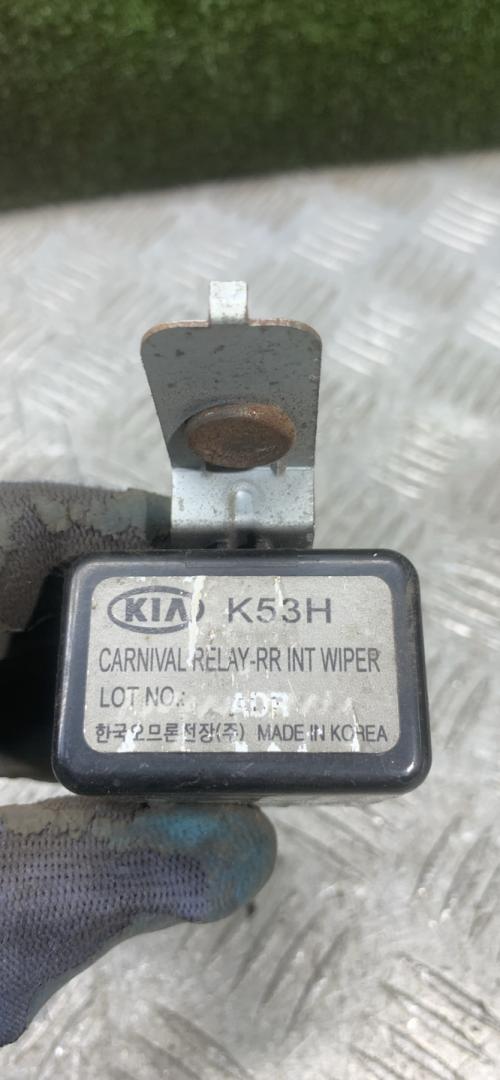 KIA K53H
CARNIVAL RELAY-RR INT WIPER
LOT NO.:
한국오므론전장(주) MADE IN KOREA